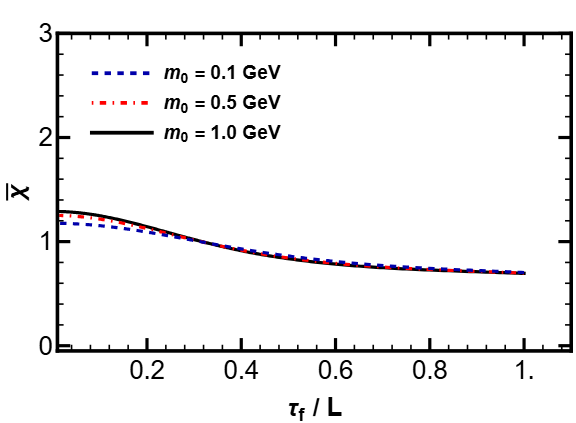 3
2
1
0
χ̅̅
m₀ = 0.1 GeV
m₀ = 0.5 GeV
m₀ = 1.0 GeV
0.2 0.4 0.6 0.8 1.
τ_f / L